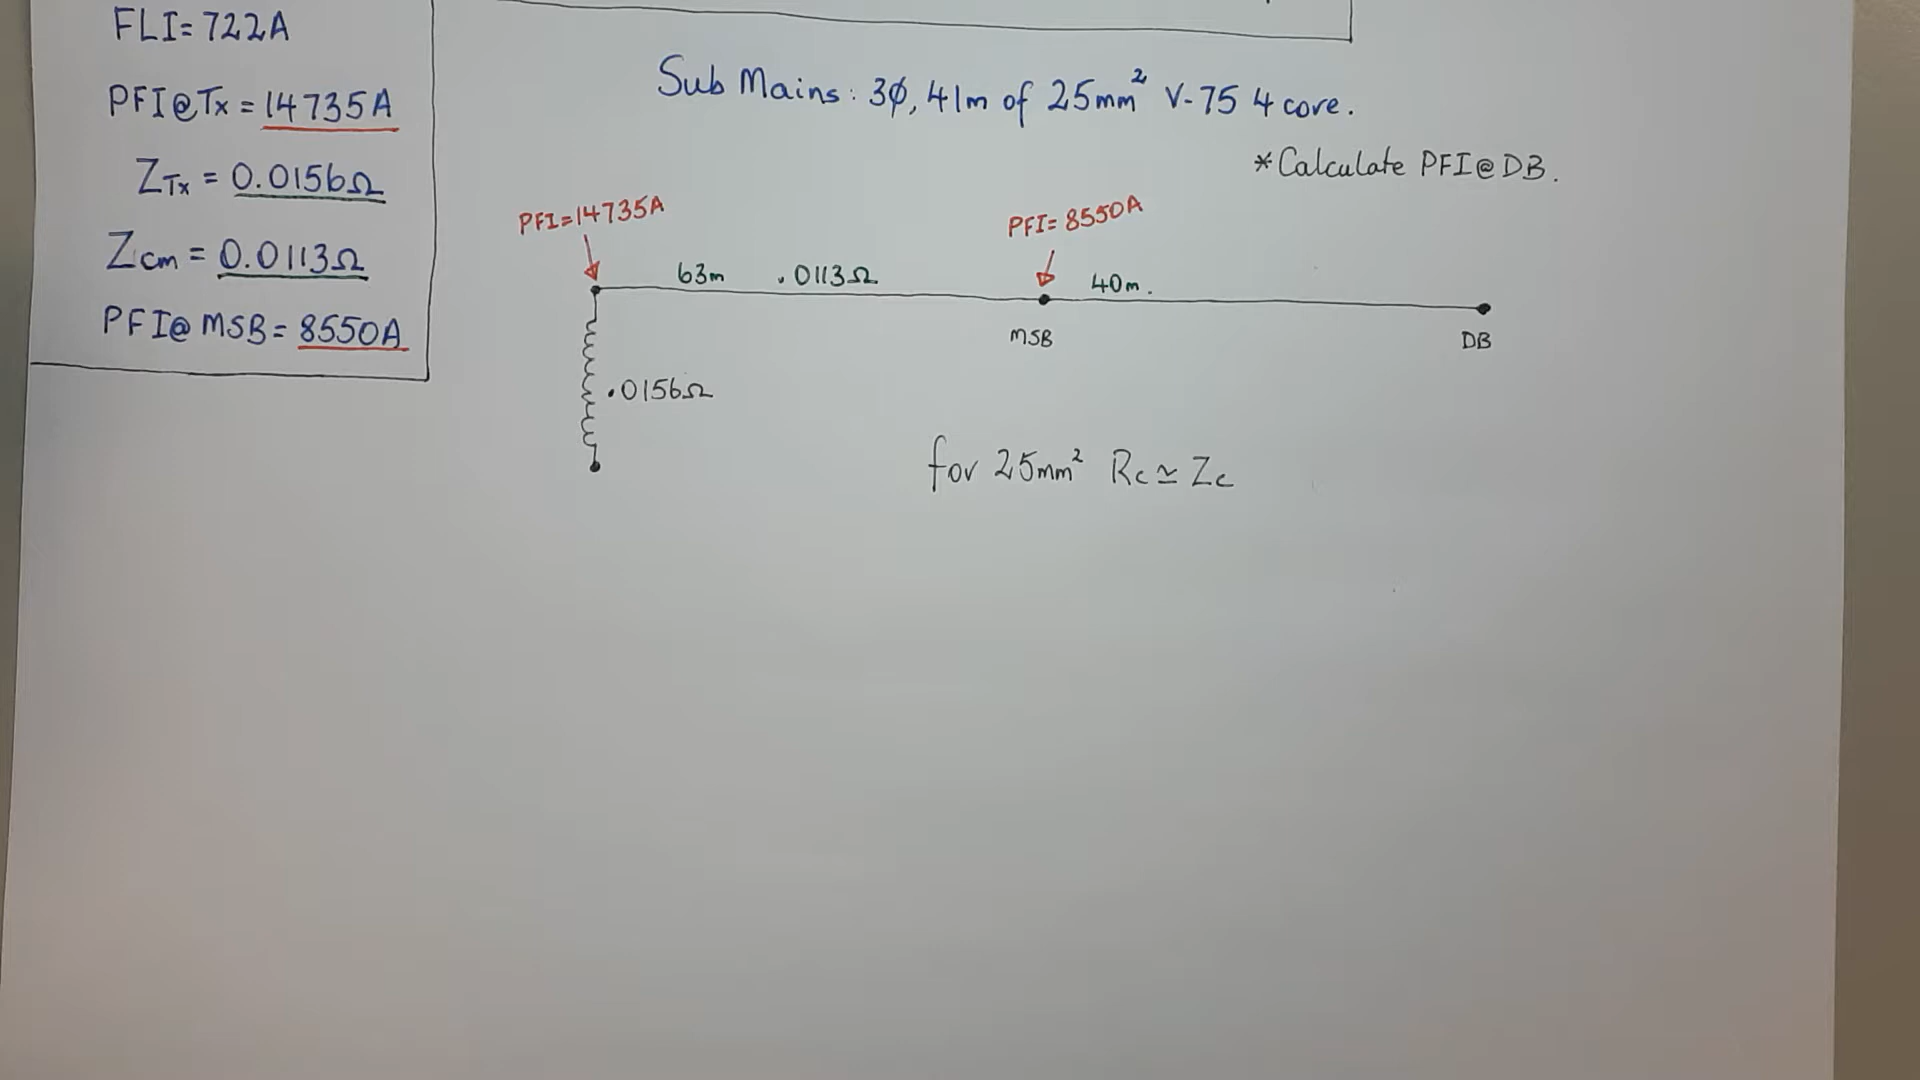 FLI= 722A
PFI@Tx = 14735A
ZTx = 0.0156Ω
Zcm = 0.0113Ω
PFI@ MSB= 8550A
Sub Mains: 3ø, 41m of 25mm² V-75 4 core.
*Calculate PFI@DB.
PFI=14735A
PFI= 8550A
63m .0113Ω
40m.
MSB
DB
.0156Ω
for 25mm² Rc≃Zc